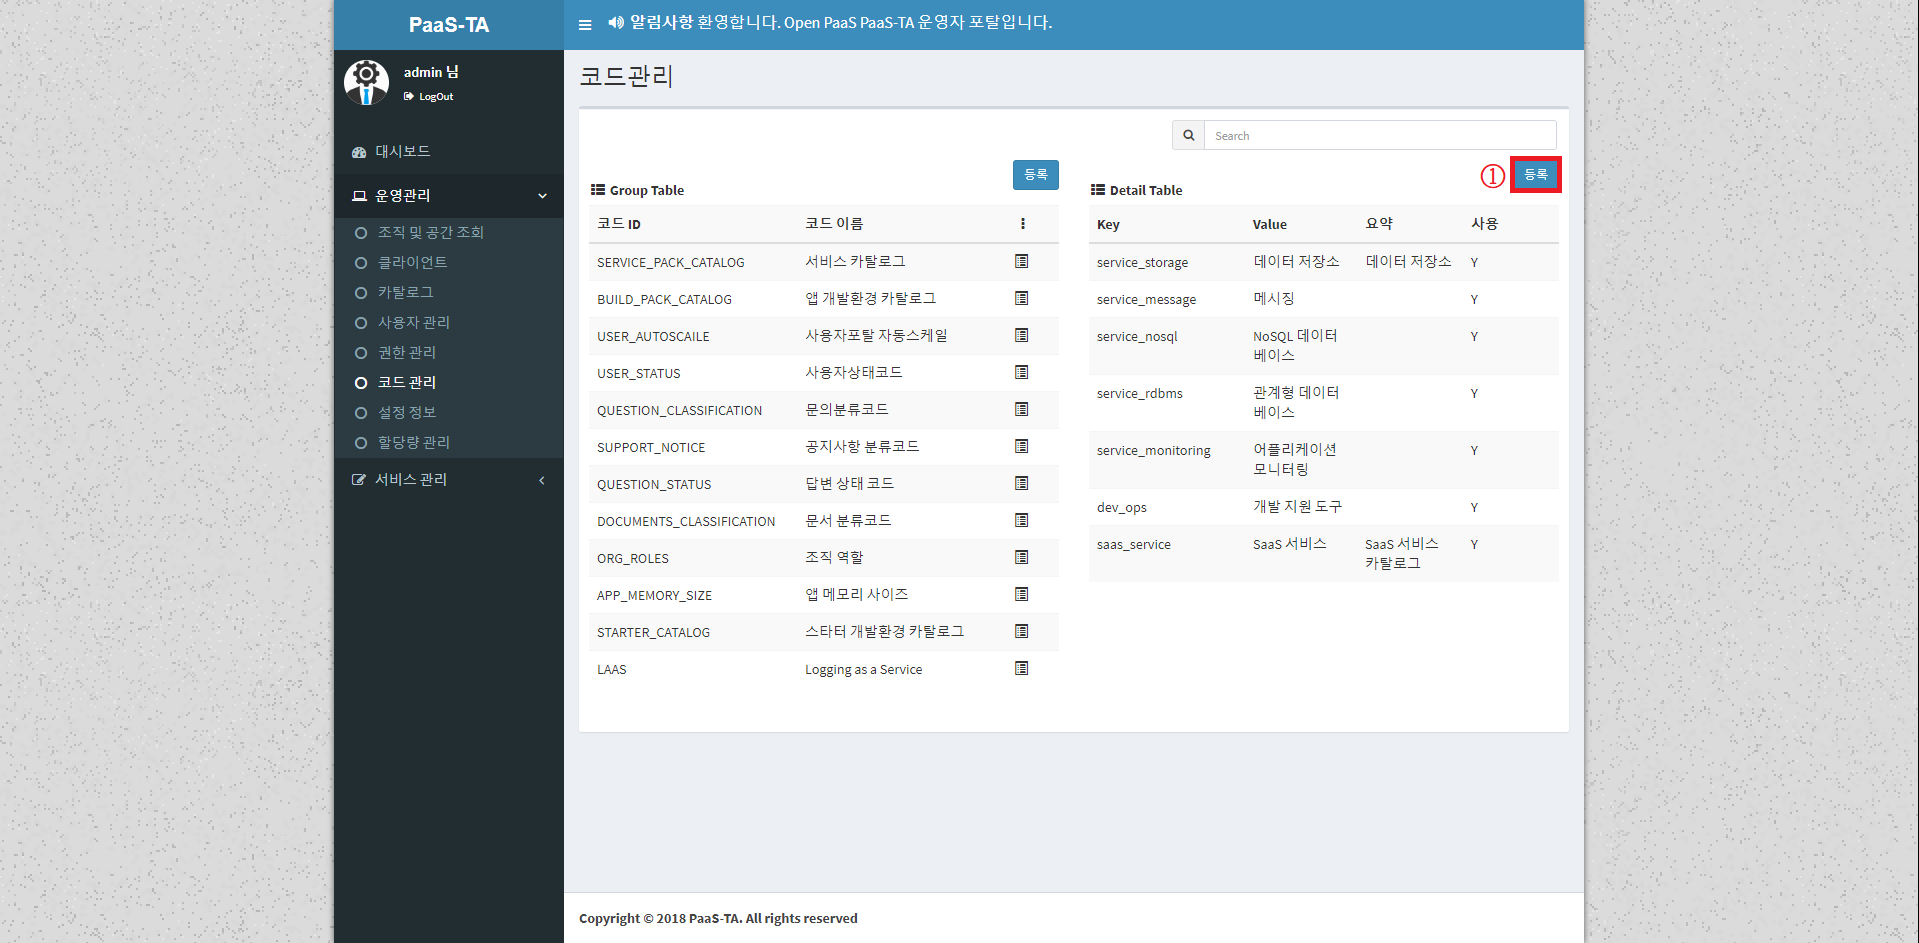 PaaS-TA
알림사항 환영합니다. Open PaaS PaaS-TA 운영자 포탈입니다.
admin 님
LogOut
대시보드
운영관리
조직 및 공간 조회
클라이언트
카탈로그
사용자 관리
권한 관리
코드 관리
설정 정보
할당량 관리
서비스 관리
코드관리
Search
Group Table
등록
코드 ID 코드 이름
SERVICE_PACK_CATALOG 서비스 카탈로그
BUILD_PACK_CATALOG 앱 개발환경 카탈로그
USER_AUTOSCAILE 사용자포탈 자동스케일
USER_STATUS 사용자상태코드
QUESTION_CLASSIFICATION 문의분류코드
SUPPORT_NOTICE 공지사항 분류코드
QUESTION_STATUS 답변 상태 코드
DOCUMENTS_CLASSIFICATION 문서 분류코드
ORG_ROLES 조직 역할
APP_MEMORY_SIZE 앱 메모리 사이즈
STARTER_CATALOG 스타터 개발환경 카탈로그
LAAS Logging as a Service
Detail Table
① 등록
Key Value 요약 사용
service_storage 데이터 저장소 데이터 저장소 Y
service_message 메시징 Y
service_nosql NoSQL 데이터 Y
베이스
service_rdbms 관계형 데이터 Y
베이스
service_monitoring 어플리케이션 Y
모니터링
dev_ops 개발 지원 도구 Y
saas_service SaaS 서비스 SaaS 서비스 Y
카탈로그
Copyright © 2018 PaaS-TA. All rights reserved